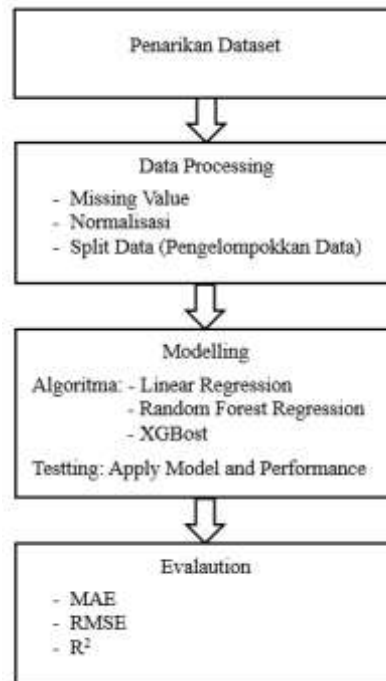 Penarikan Dataset
Data Processing
- Missing Value
- Normalisasi
- Split Data (Pengelompokkan Data)
Modelling
Algoritma: - Linear Regression
- Random Forest Regression
- XGBost
Testting: Apply Model and Performance
Evalaution
- MAE
- RMSE
- R²